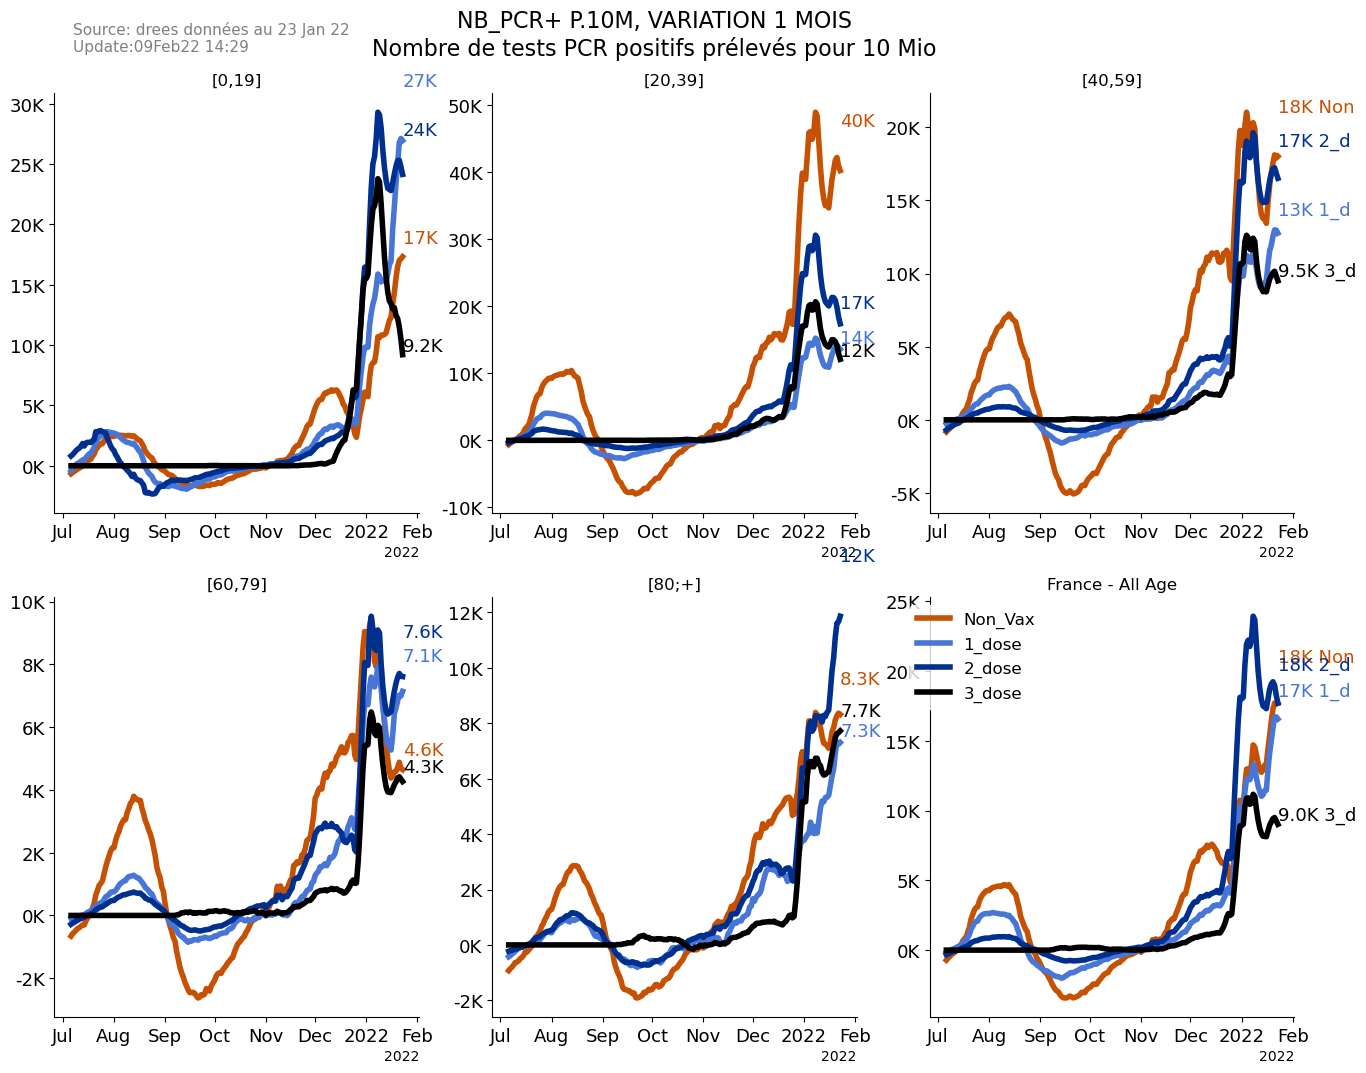 NB_PCR+ P.10M, VARIATION 1 MOIS
Nombre de tests PCR positifs prélevés pour 10 Mio
Source: drees données au 23 Jan 22
Update:09Feb22 14:29
[0,19]
27K
24K
17K
9.2K
30K
25K
20K
15K
10K
5K
0K
Jul Aug Sep Oct Nov Dec 2022 Feb
2022
[20,39]
40K
17K
14K
12K
50K
40K
30K
20K
10K
0K
-10K
Jul Aug Sep Oct Nov Dec 2022 Feb
2022
[40,59]
18K Non
17K 2_d
13K 1_d
9.5K 3_d
20K
15K
10K
5K
0K
-5K
Jul Aug Sep Oct Nov Dec 2022 Feb
2022
[60,79]
7.6K
7.1K
4.6K
4.3K
10K
8K
6K
4K
2K
0K
-2K
Jul Aug Sep Oct Nov Dec 2022 Feb
2022
[80;+]
12K
8.3K
7.7K
7.3K
12K
10K
8K
6K
4K
2K
0K
-2K
Jul Aug Sep Oct Nov Dec 2022 Feb
2022
France - All Age
Non_Vax
1_dose
2_dose
3_dose
18K Non
18K 2_d
17K 1_d
9.0K 3_d
25K
20K
15K
10K
5K
0K
Jul Aug Sep Oct Nov Dec 2022 Feb
2022